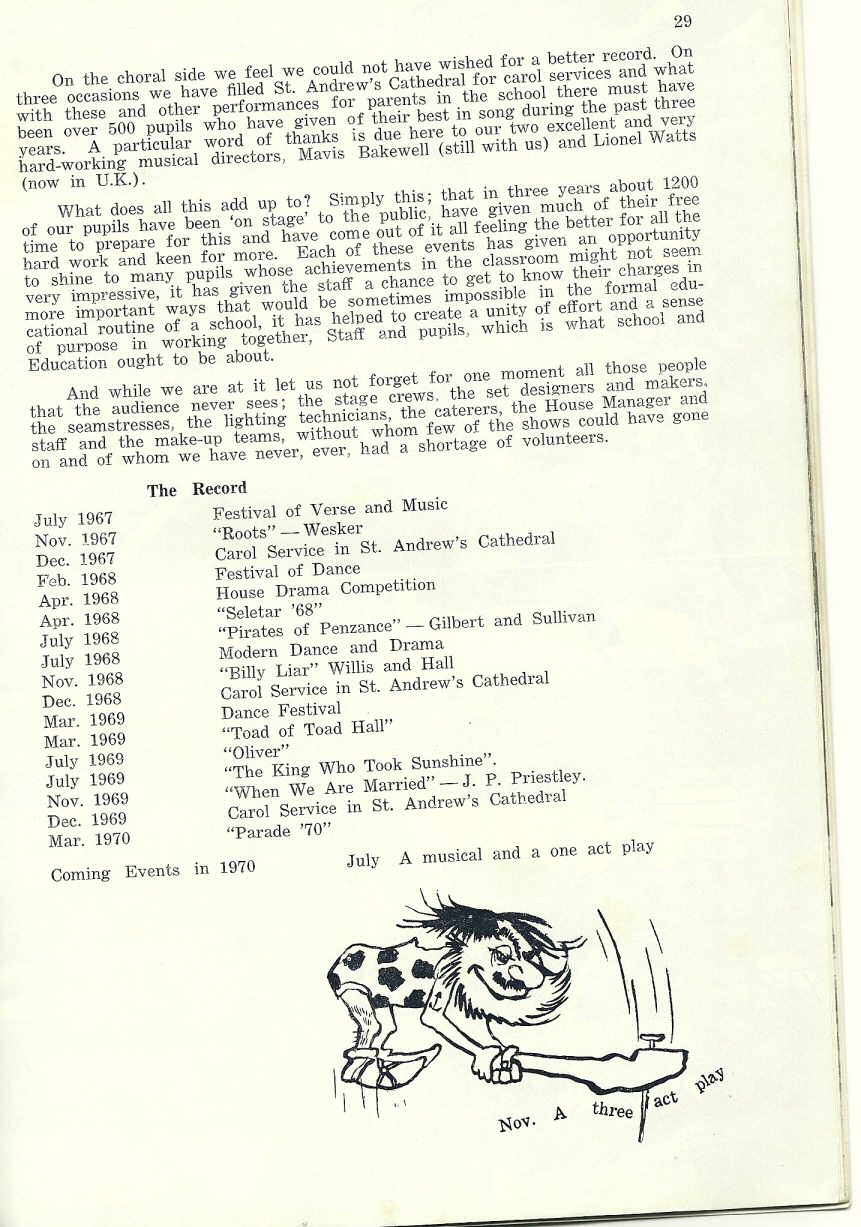 29
On the choral side we feel we could not have wished for a better record. On
three occasions we have filled St. Andrew's Cathedral for carol services and what
with these and other performances for parents in the school there must have
been over 500 pupils who have given of their best in song during the past three
years. A particular word of thanks is due here to our two excellent and very
hard-working musical directors, Mavis Bakewell (still with us) and Lionel Watts
(now in U.K.).
What does all this add up to? Simply this; that in three years about 1200
of our pupils have been 'on stage' to the public, have given much of their free
time to prepare for this and have come out of it all feeling the better for all the
hard work and keen for more. Each of these events has given an opportunity
to shine to many pupils whose achievements in the classroom might not seem
very impressive, it has given the staff a chance to get to know their charges in
more important ways that would be sometimes impossible in the formal edu-
cational routine of a school, it has helped to create a unity of effort and a sense
of purpose in working together, Staff and pupils, which is what school and
Education ought to be about.
And while we are at it let us not forget for one moment all those people
that the audience never sees; the stage crews, the set designers and makers,
the seamstresses, the lighting technicians, the caterers, the House Manager and
staff and the make-up teams, without whom few of the shows could have gone
on and of whom we have never, ever, had a shortage of volunteers.
The Record
July 1967 Festival of Verse and Music
Nov. 1967 "Roots" — Wesker
Dec. 1967 Carol Service in St. Andrew's Cathedral
Feb. 1968 Festival of Dance
Apr. 1968 House Drama Competition
Apr. 1968 "Seletar '68"
July 1968 "Pirates of Penzance" — Gilbert and Sullivan
July 1968 Modern Dance and Drama
Nov. 1968 "Billy Liar" Willis and Hall
Dec. 1968 Carol Service in St. Andrew's Cathedral
Mar. 1969 Dance Festival
Mar. 1969 "Toad of Toad Hall"
July 1969 "Oliver"
July 1969 "The King Who Took Sunshine".
Nov. 1969 "When We Are Married" — J. P. Priestley.
Dec. 1969 Carol Service in St. Andrew's Cathedral
Mar. 1970 "Parade '70"
Coming Events in 1970 July A musical and a one act play
Nov. A three act play